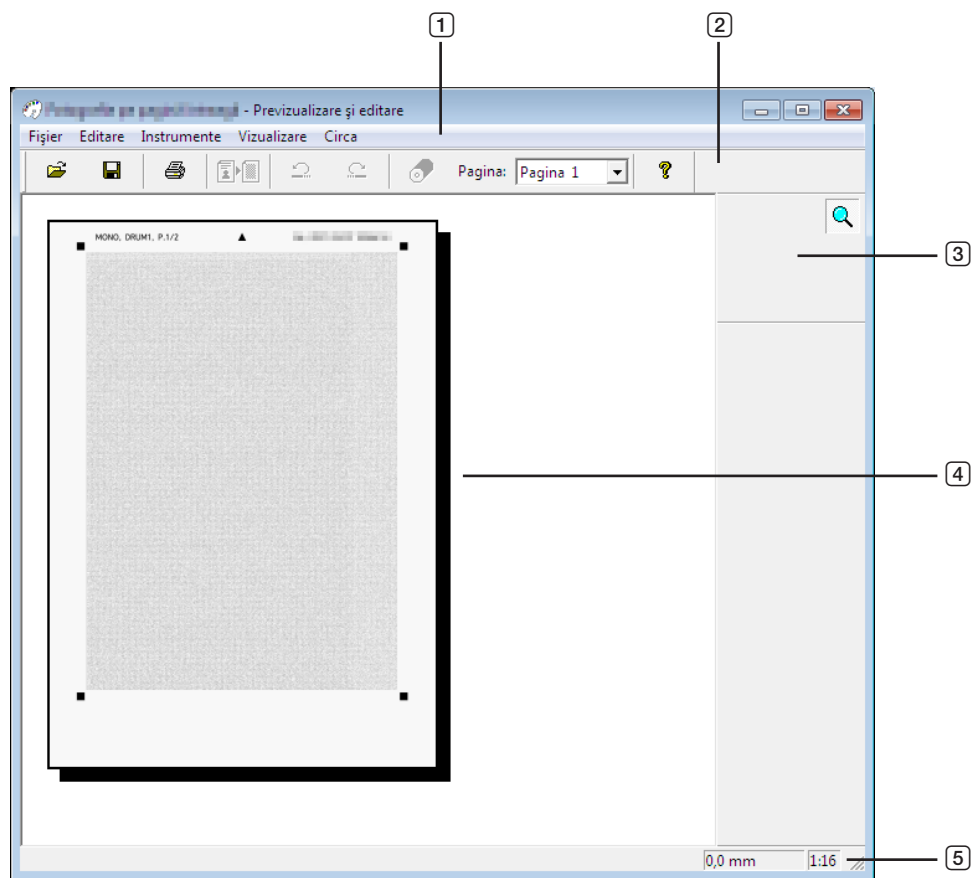 1 2
- Previzualizare şi editare
Fişier Editare Instrumente Vizualizare Circa
Pagina: Pagina 1
MONO, DRUM1, P.1/2
3
4
0,0 mm 1:16
5